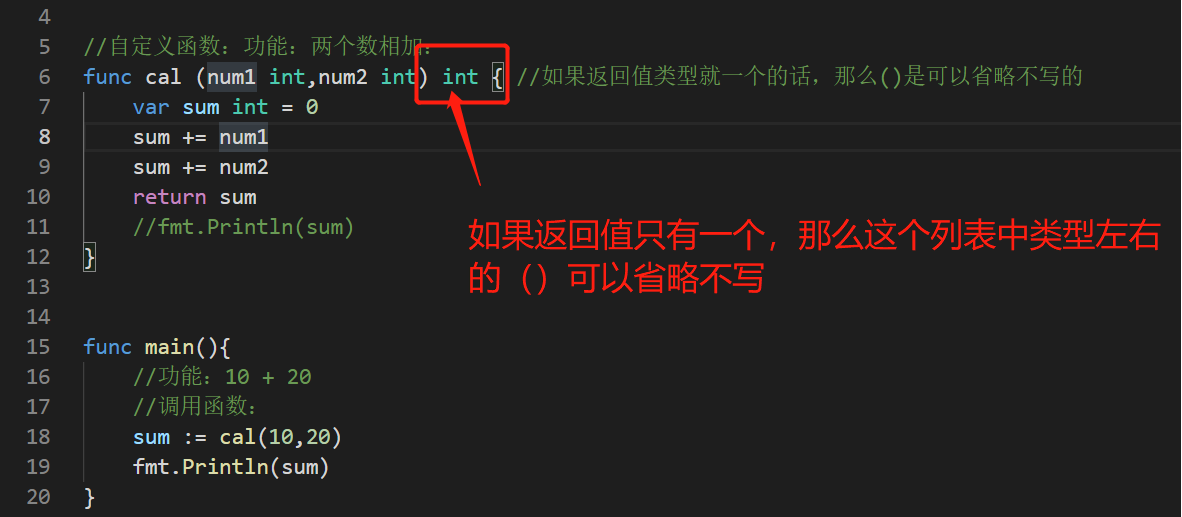 4
5 //自定义函数：功能：两个数相加：
6 func cal (num1 int,num2 int) int { //如果返回值类型就一个的话，那么()是可以省略不写的
7 var sum int = 0
8 sum += num1
9 sum += num2
10 return sum
11 //fmt.Println(sum)
如果返回值只有一个，那么这个列表中类型左右
12 }
的（）可以省略不写
13
14
15 func main(){
16 //功能：10 + 20
17 //调用函数：
18 sum := cal(10,20)
19 fmt.Println(sum)
20 }